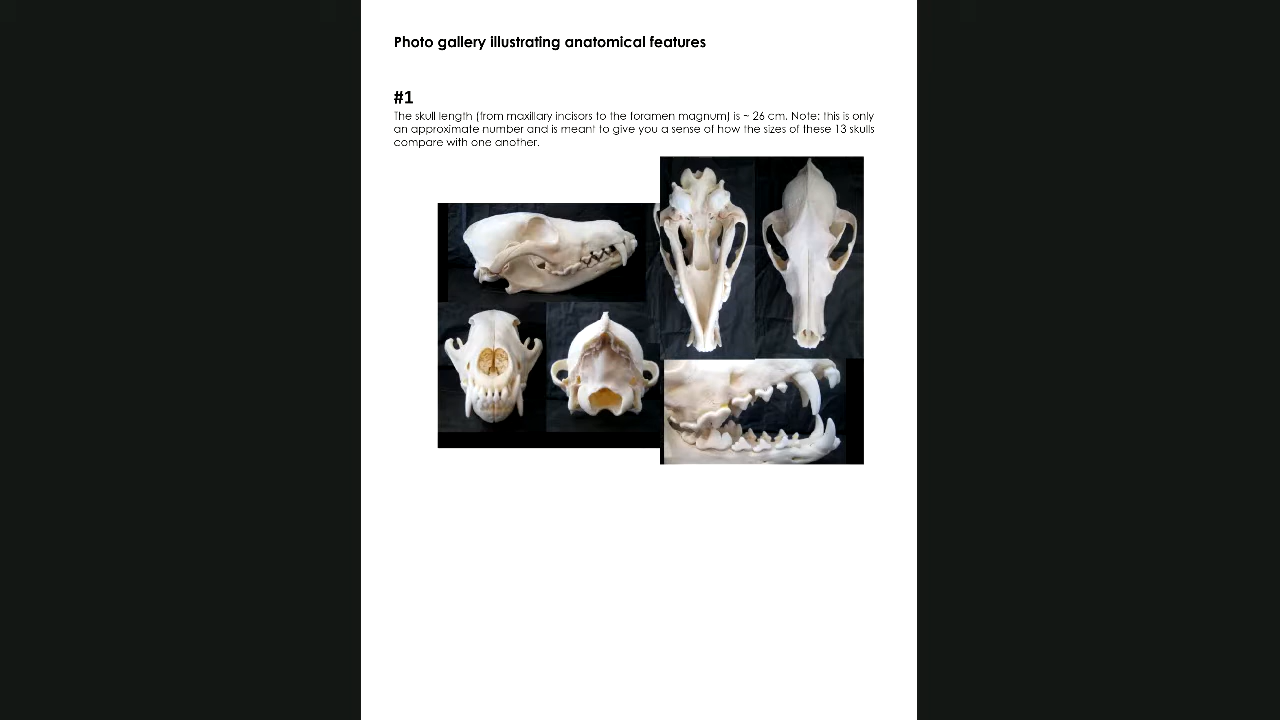 Photo gallery illustrating anatomical features
#1
The skull length (from maxillary incisors to the foramen magnum) is ~ 26 cm. Note: this is only
an approximate number and is meant to give you a sense of how the sizes of these 13 skulls
compare with one another.